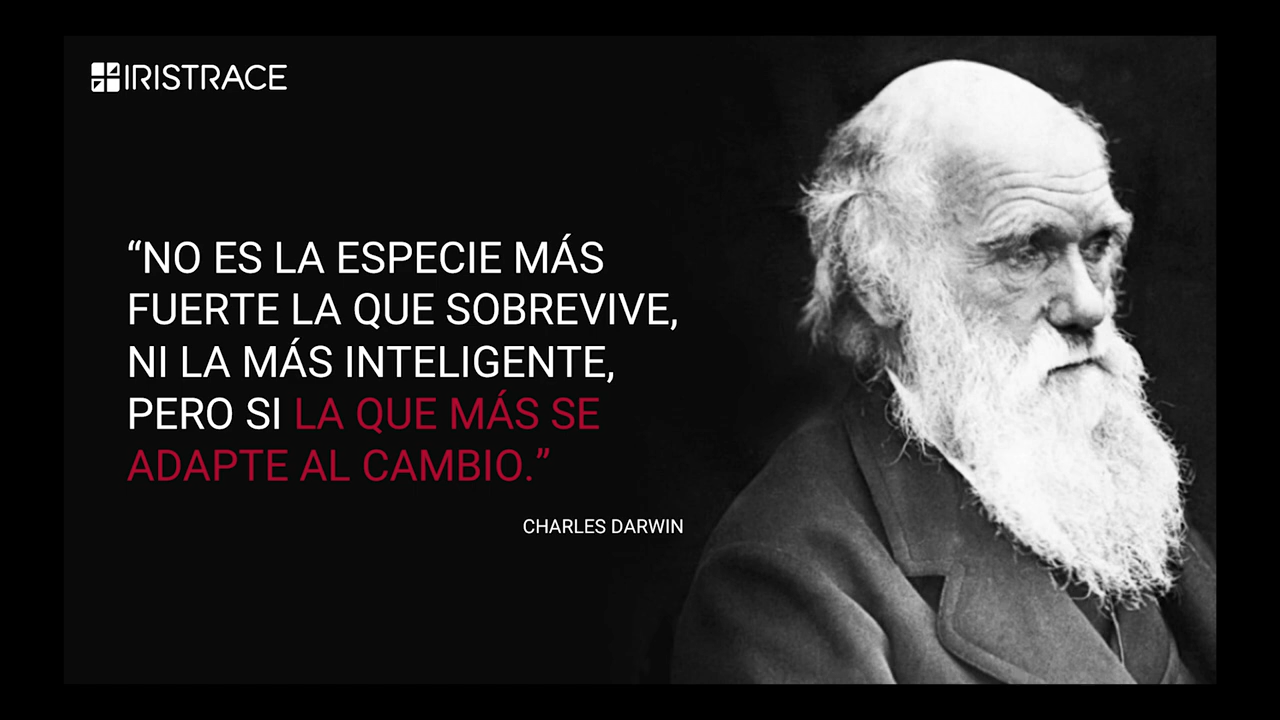 IRISTRACE
“NO ES LA ESPECIE MÁS
FUERTE LA QUE SOBREVIVE,
NI LA MÁS INTELIGENTE,
PERO SI LA QUE MÁS SE
ADAPTE AL CAMBIO.”
CHARLES DARWIN